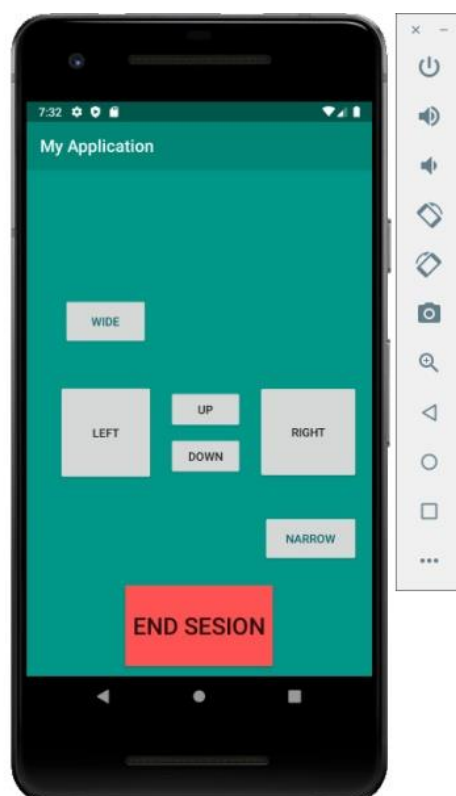 7:32
My Application
WIDE
LEFT
UP
RIGHT
DOWN
NARROW
END SESION